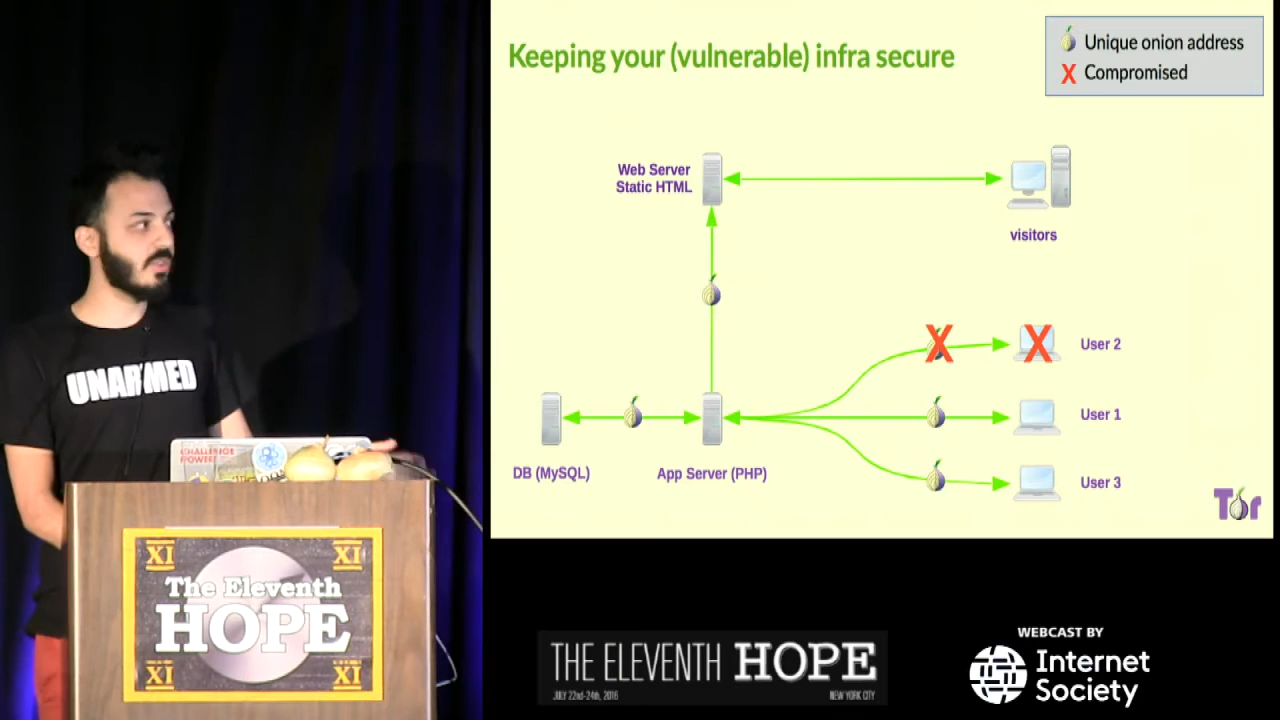 Keeping your (vulnerable) infra secure
Unique onion address
X Compromised
Web Server
Static HTML
visitors
X
X
User 2
User 1
User 3
DB (MySQL)
App Server (PHP)
Tor
UNARMED
CHALLENGE
POWER
XI
XI
The Eleventh
HOPE
XI
XI
THE ELEVENTH HOPE
JULY 22nd-24th, 2016
NEW YORK CITY
WEBCAST BY
Internet
Society